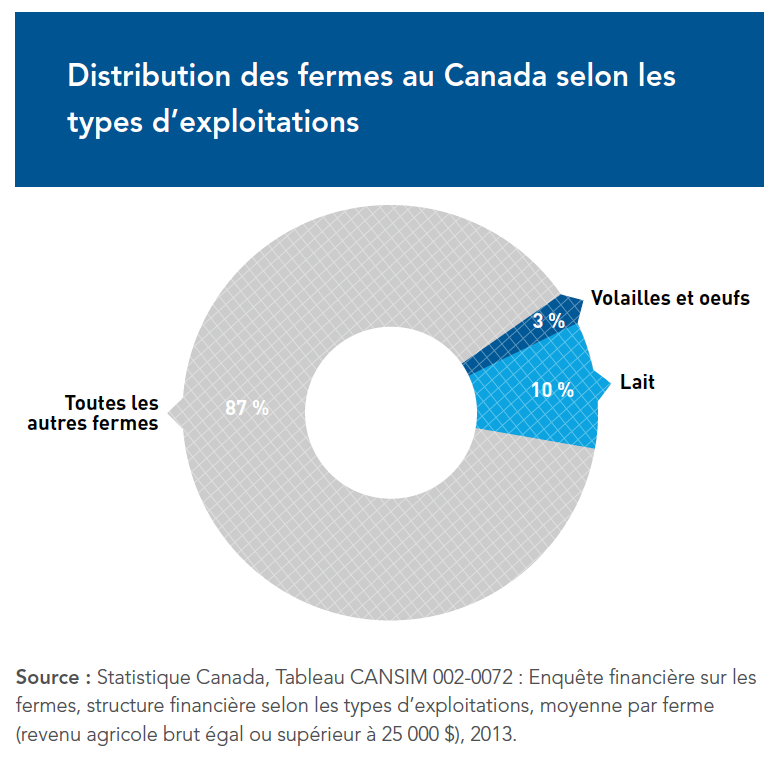 Distribution des fermes au Canada selon les
types d’exploitations
Volailles et oeufs
3 %
Lait
10 %
Toutes les
autres fermes
87 %
Source : Statistique Canada, Tableau CANSIM 002-0072 : Enquête financière sur les
fermes, structure financière selon les types d’exploitations, moyenne par ferme
(revenu agricole brut égal ou supérieur à 25 000 $), 2013.